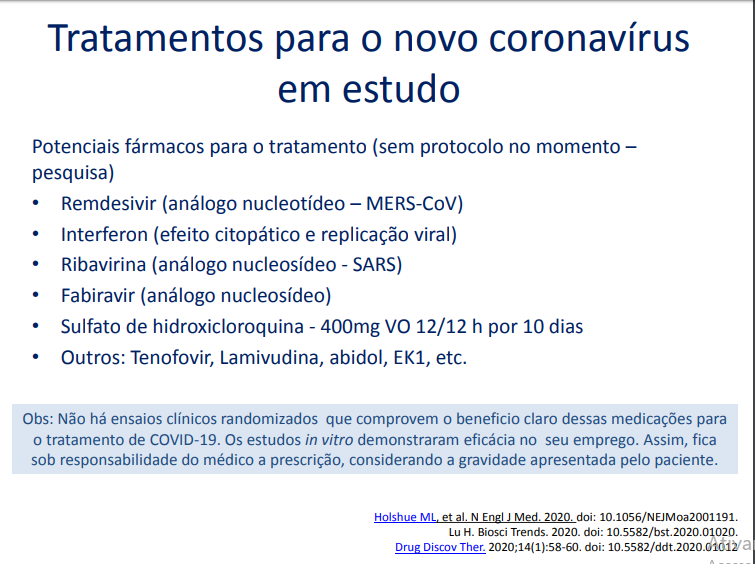 Tratamentos para o novo coronavírus
em estudo
Potenciais fármacos para o tratamento (sem protocolo no momento –
pesquisa)
• Remdesivir (análogo nucleotídeo – MERS-CoV)
• Interferon (efeito citopático e replicação viral)
• Ribavirina (análogo nucleosídeo - SARS)
• Fabiravir (análogo nucleosídeo)
• Sulfato de hidroxicloroquina - 400mg VO 12/12 h por 10 dias
• Outros: Tenofovir, Lamivudina, abidol, EK1, etc.
Obs: Não há ensaios clínicos randomizados que comprovem o beneficio claro dessas medicações para
o tratamento de COVID-19. Os estudos in vitro demonstraram eficácia no seu emprego. Assim, fica
sob responsabilidade do médico a prescrição, considerando a gravidade apresentada pelo paciente.
Holshue ML, et al. N Engl J Med. 2020. doi: 10.1056/NEJMoa2001191.
Lu H. Biosci Trends. 2020. doi: 10.5582/bst.2020.01020.
Drug Discov Ther. 2020;14(1):58-60. doi: 10.5582/ddt.2020.01012